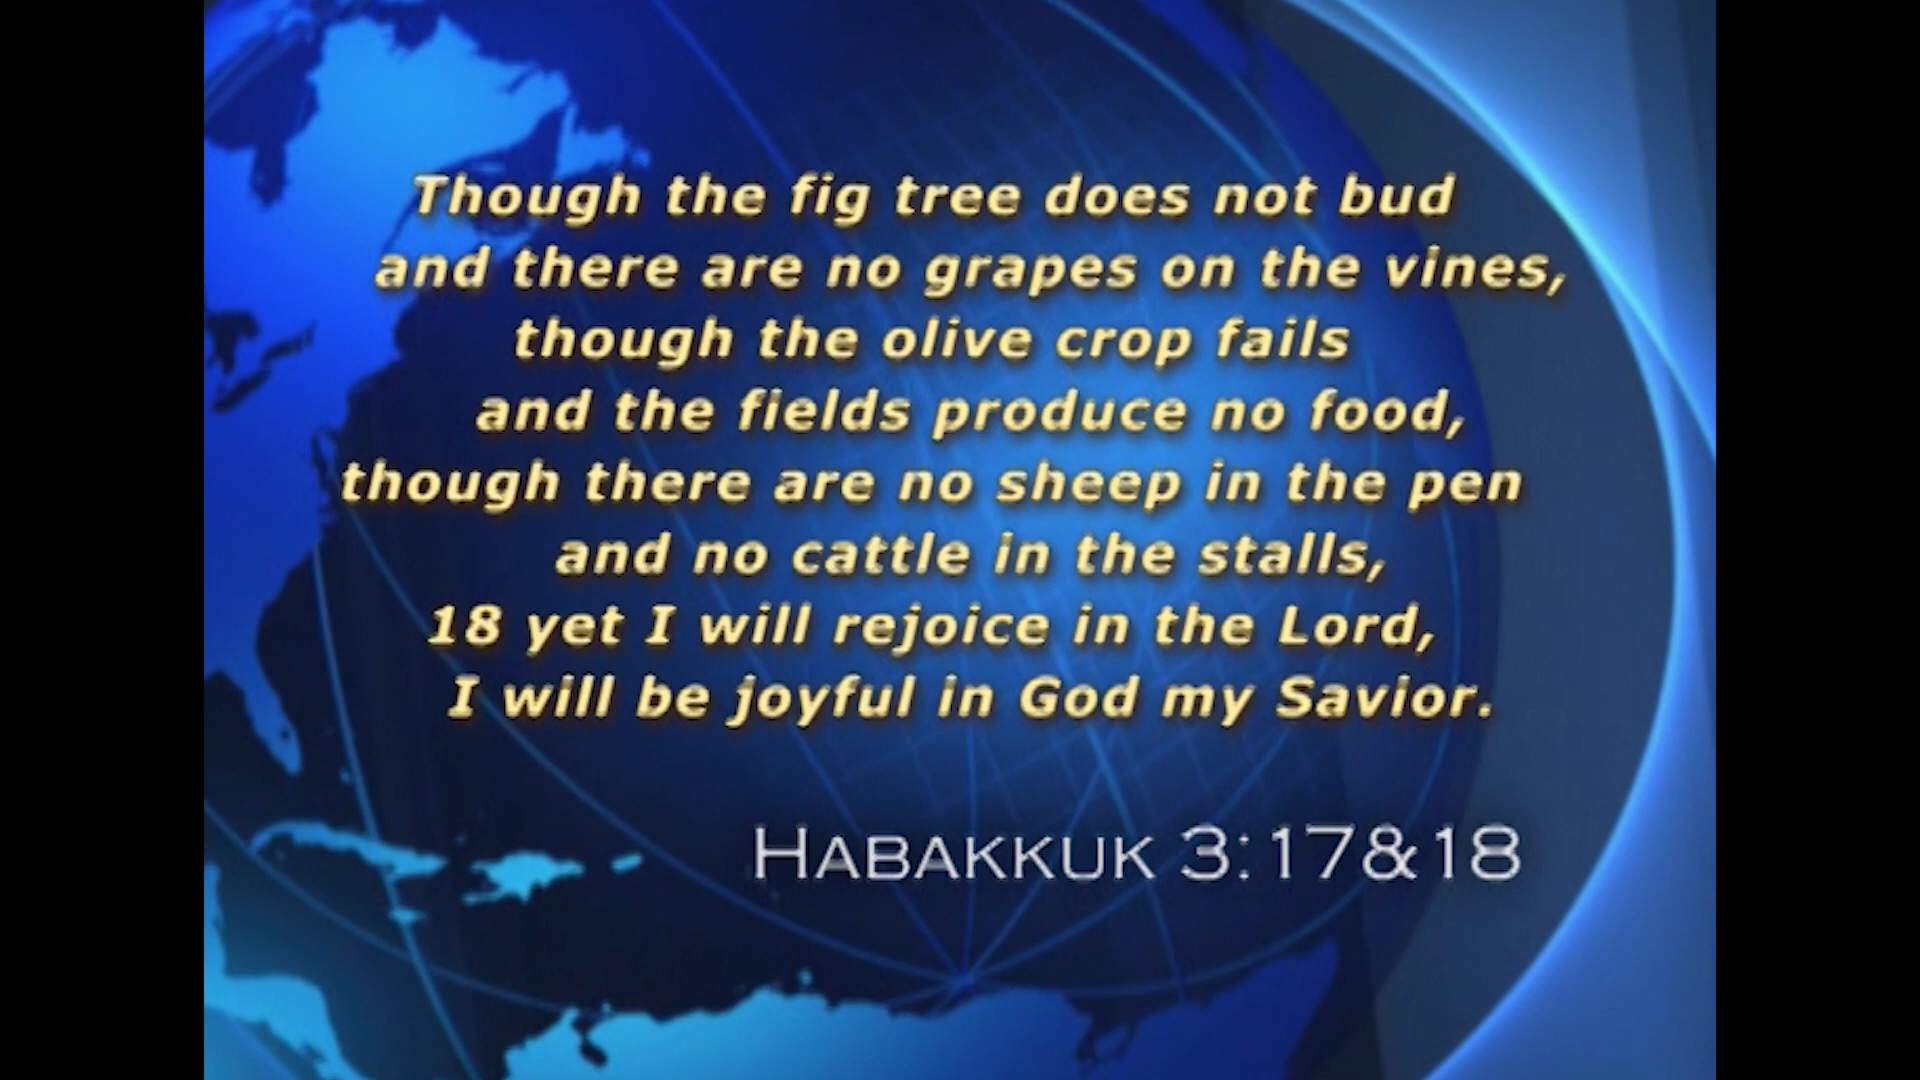 Though the fig tree does not bud
and there are no grapes on the vines,
though the olive crop fails
and the fields produce no food,
though there are no sheep in the pen
and no cattle in the stalls,
18 yet I will rejoice in the Lord,
I will be joyful in God my Savior.
Habakkuk 3:17&18